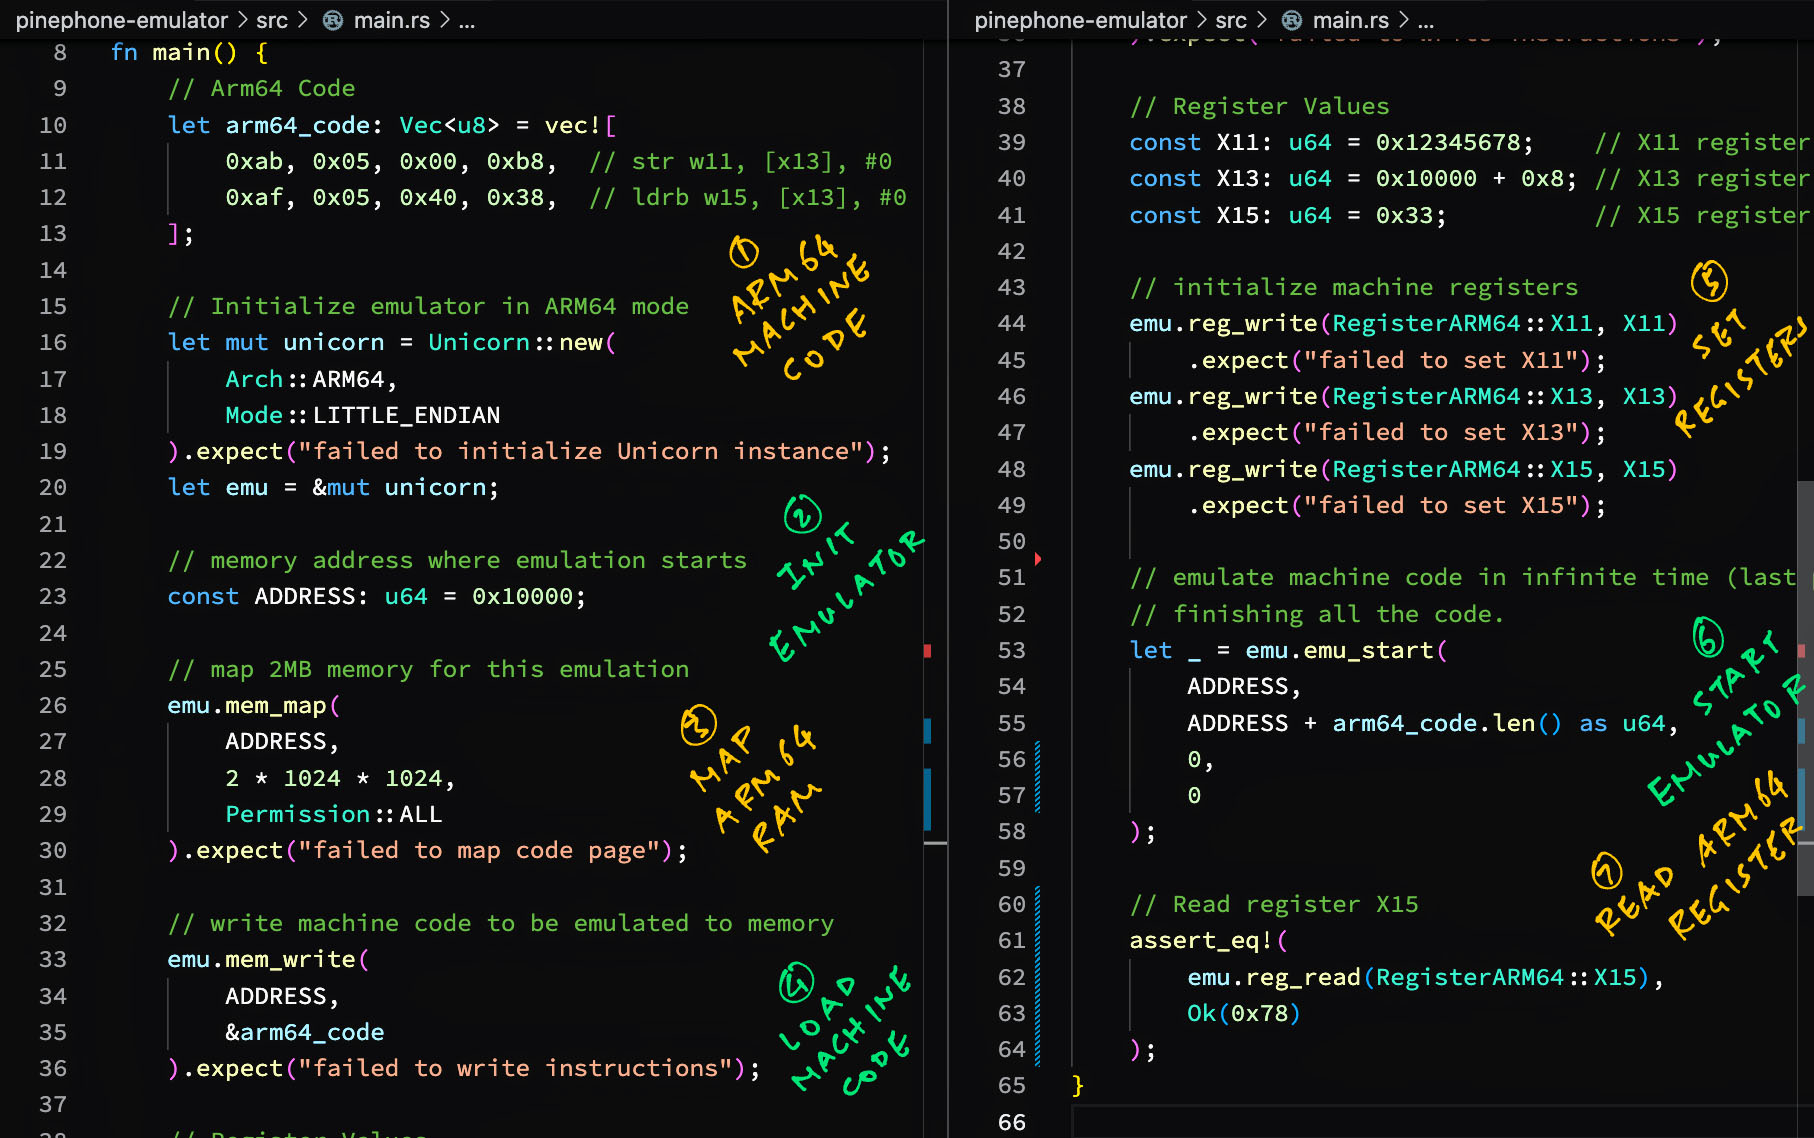 pinephone-emulator > src > main.rs > ...
8 fn main() {
9 // Arm64 Code
10 let arm64_code: Vec<u8> = vec![
11 0xab, 0x05, 0x00, 0xb8, // str w11, [x13], #0
12 0xaf, 0x05, 0x40, 0x38, // ldrb w15, [x13], #0
13 ];
14
15 // Initialize emulator in ARM64 mode
16 let mut unicorn = Unicorn::new(
17 Arch::ARM64,
18 Mode::LITTLE_ENDIAN
19 ).expect("failed to initialize Unicorn instance");
20 let emu = &mut unicorn;
21
22 // memory address where emulation starts
23 const ADDRESS: u64 = 0x10000;
24
25 // map 2MB memory for this emulation
26 emu.mem_map(
27 ADDRESS,
28 2 * 1024 * 1024,
29 Permission::ALL
30 ).expect("failed to map code page");
31
32 // write machine code to be emulated to memory
33 emu.mem_write(
34 ADDRESS,
35 &arm64_code
36 ).expect("failed to write instructions");
37
38 // Register Values
① ARM64
MACHINE
CODE
② INIT
EMULATOR
③ MAP
ARM64
RAM
④ LOAD
MACHINE
CODE
pinephone-emulator > src > main.rs > ...
36 ).expect("failed to write instructions");
37
38 // Register Values
39 const X11: u64 = 0x12345678; // X11 register
40 const X13: u64 = 0x10000 + 0x8; // X13 register
41 const X15: u64 = 0x33; // X15 register
42
43 // initialize machine registers
44 emu.reg_write(RegisterARM64::X11, X11)
45 .expect("failed to set X11");
46 emu.reg_write(RegisterARM64::X13, X13)
47 .expect("failed to set X13");
48 emu.reg_write(RegisterARM64::X15, X15)
49 .expect("failed to set X15");
50
51 // emulate machine code in infinite time (last
52 // finishing all the code.
53 let _ = emu.emu_start(
54 ADDRESS,
55 ADDRESS + arm64_code.len() as u64,
56 0,
57 0
58 );
59
60 // Read register X15
61 assert_eq!(
62 emu.reg_read(RegisterARM64::X15),
63 Ok(0x78)
64 );
65 }
66
⑤ SET
REGISTERS
⑥ START
EMULATOR
⑦ READ ARM64
REGISTER